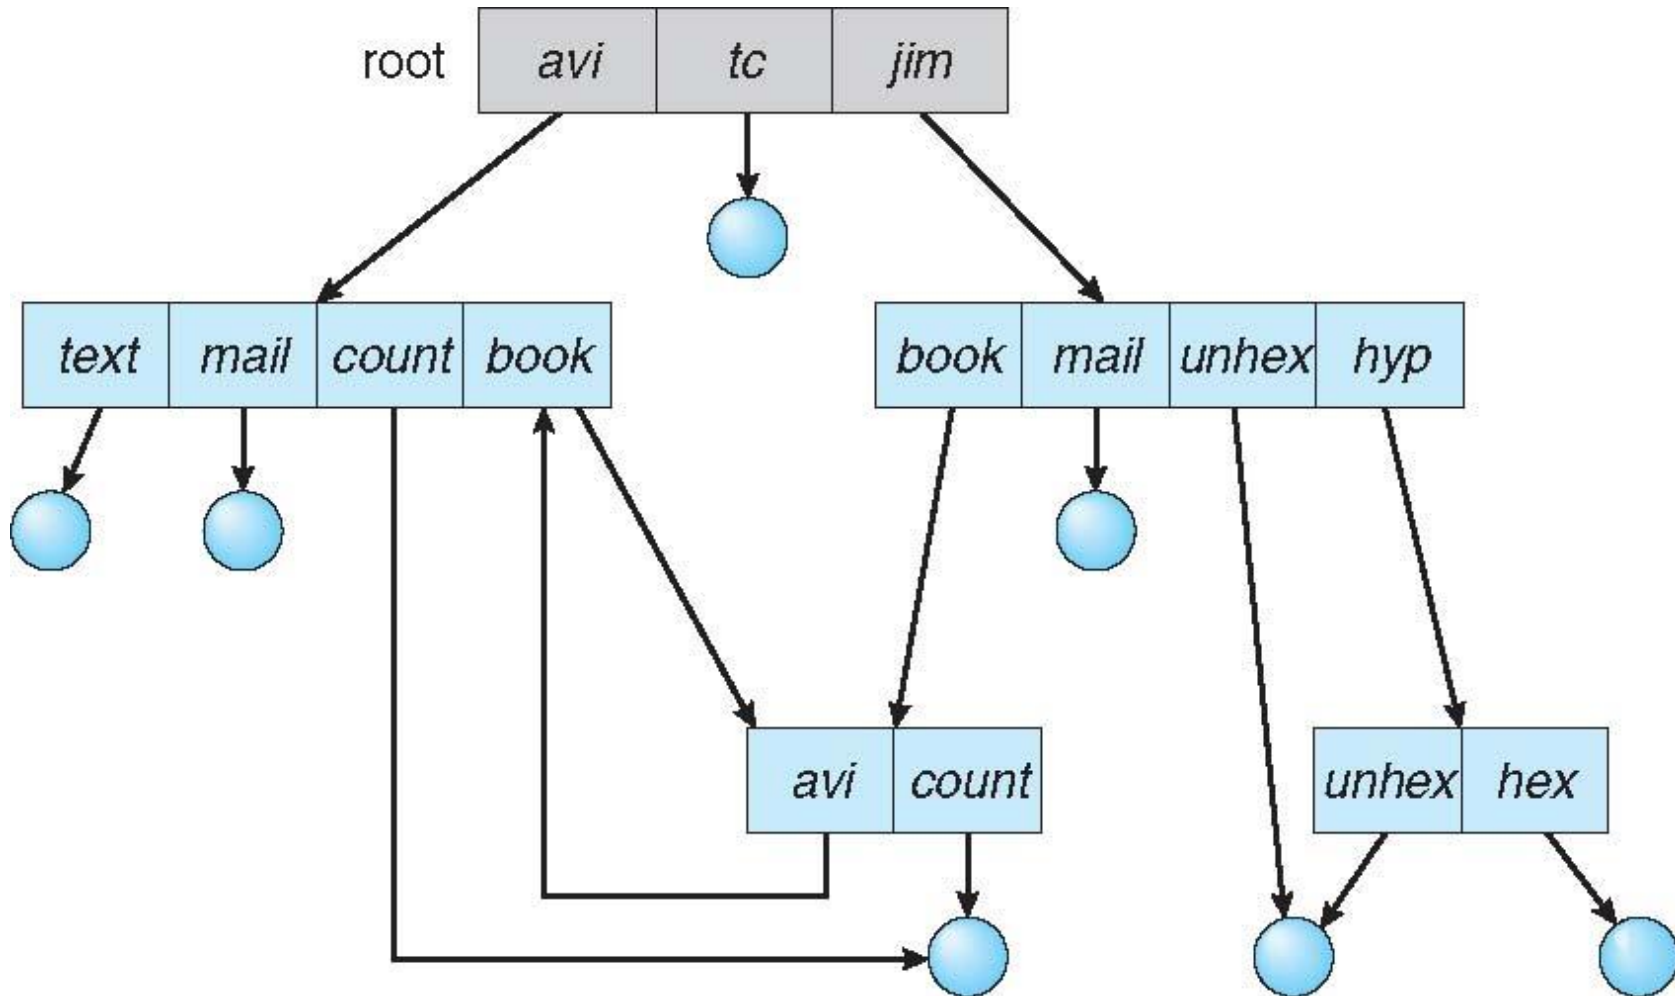 root avi tc jim
text mail count book book mail unhex hyp
avi count unhex hex